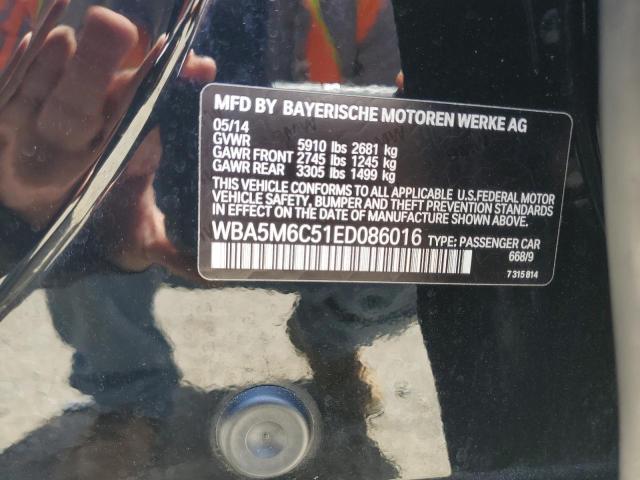 MFD BY BAYERISCHE MOTOREN WERKE AG
05/14
GVWR 5910 lbs 2681 kg
GAWR FRONT 2745 lbs 1245 kg
GAWR REAR 3305 lbs 1499 kg
THIS VEHICLE CONFORMS TO ALL APPLICABLE U.S.FEDERAL MOTOR
VEHICLE SAFETY, BUMPER AND THEFT PREVENTION STANDARDS
IN EFFECT ON THE DATE OF MANUFACTURE SHOWN ABOVE.
WBA5M6C51ED086016 TYPE: PASSENGER CAR
668/9
7 315 814